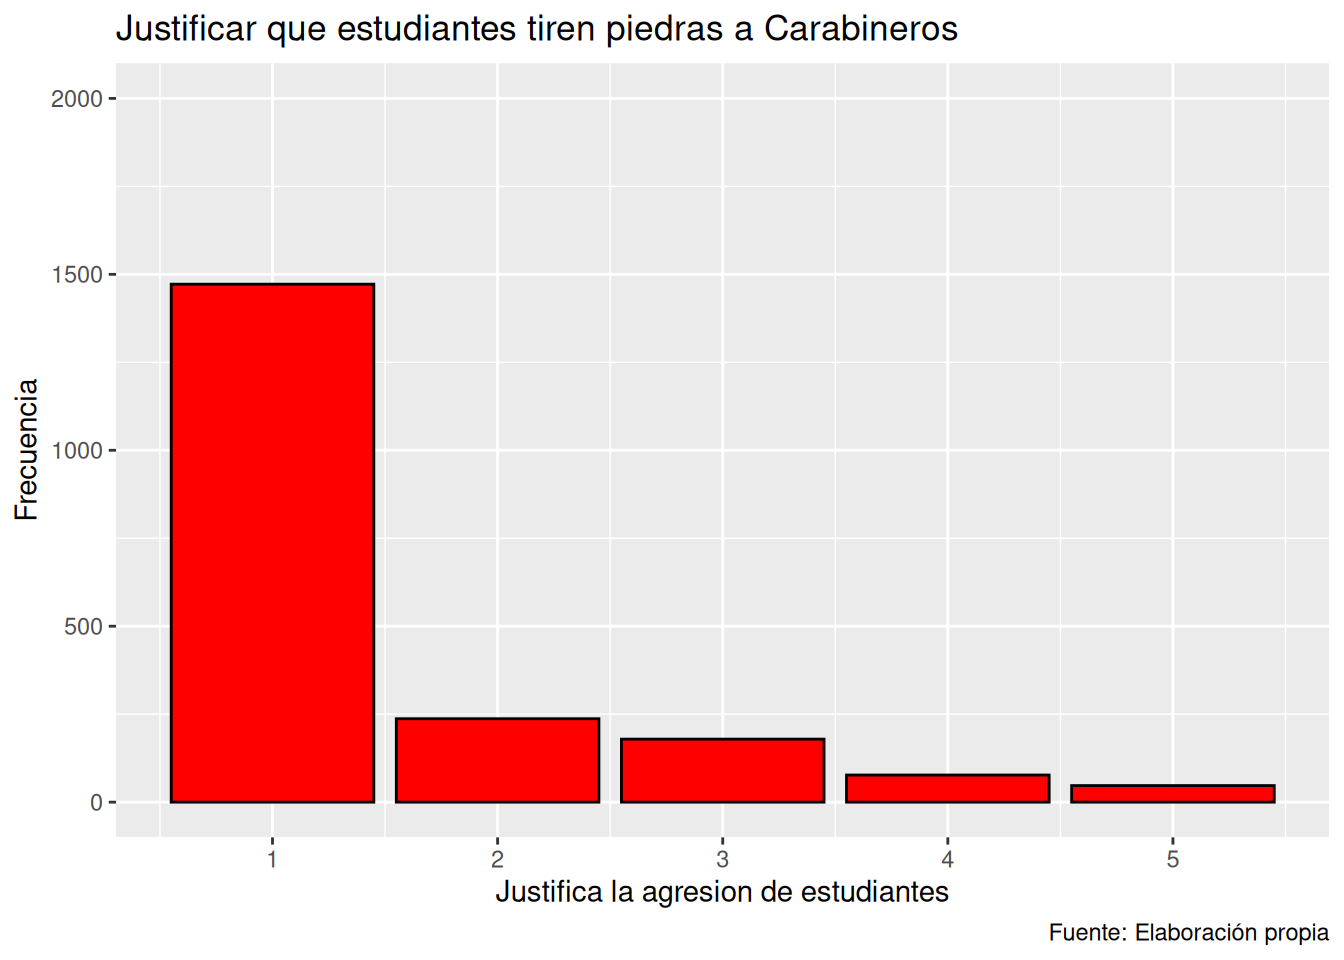 Justificar que estudiantes tiren piedras a Carabineros
2000
1500
1000
500
0
Frecuencia
1 2 3 4 5
Justifica la agresion de estudiantes
Fuente: Elaboración propia